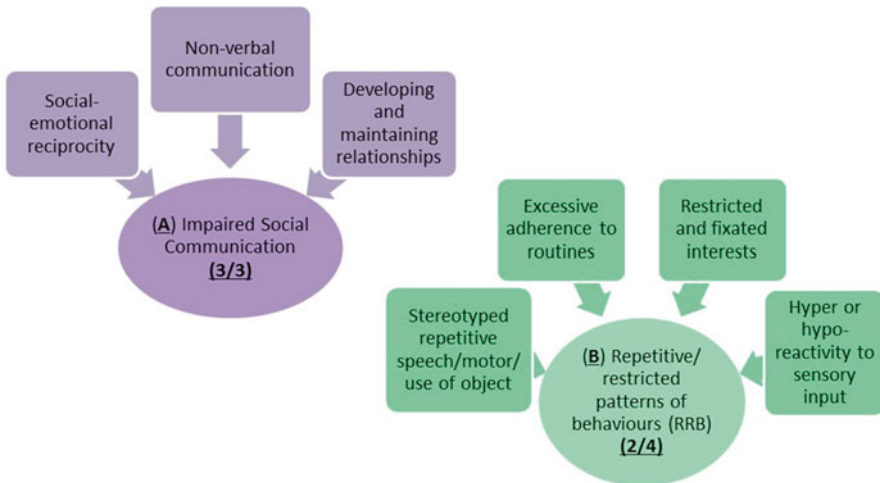 Non-verbal
communication
Social-
emotional
reciprocity
Developing
and
maintaining
relationships
(A) Impaired Social
Communication
(3/3)
Excessive
adherence to
routines
Restricted
and fixated
interests
Stereotyped
repetitive
speech/motor/
use of object
Hyper or
hypo-
reactivity to
sensory
input
(B) Repetitive/
restricted
patterns of
behaviours (RRB)
(2/4)